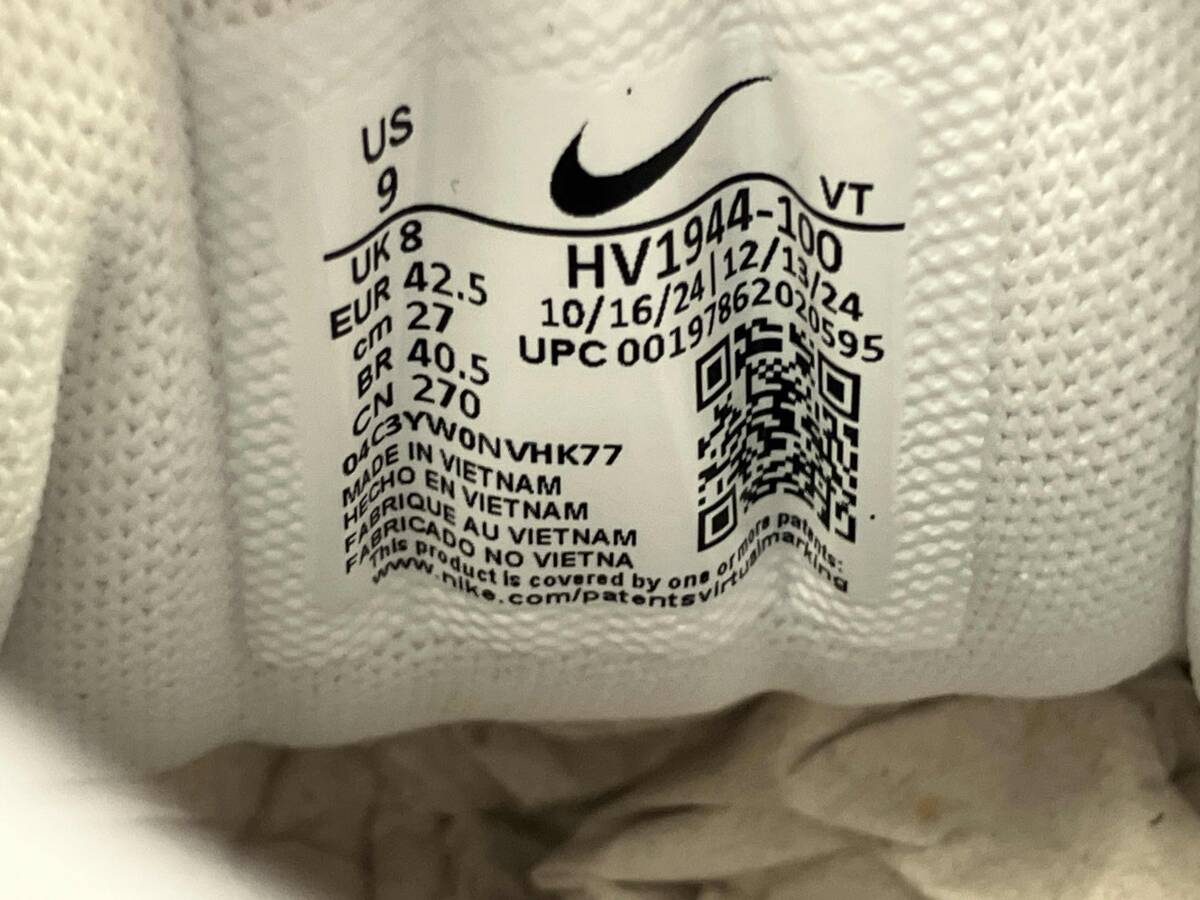 US
9
VT
UK 8
EUR 42.5
cm 27
BR 40.5
CN 270
HV1944-100
10/16/24|12/13/24
UPC 00197862020595
04C3YW0NVHK77
MADE IN VIETNAM
HECHO EN VIETNAM
FABRIQUE AU VIETNAM
FABRICADO NO VIETNA
This product is covered by one or more patents:
www.nike.com/patentsvirtualmarking